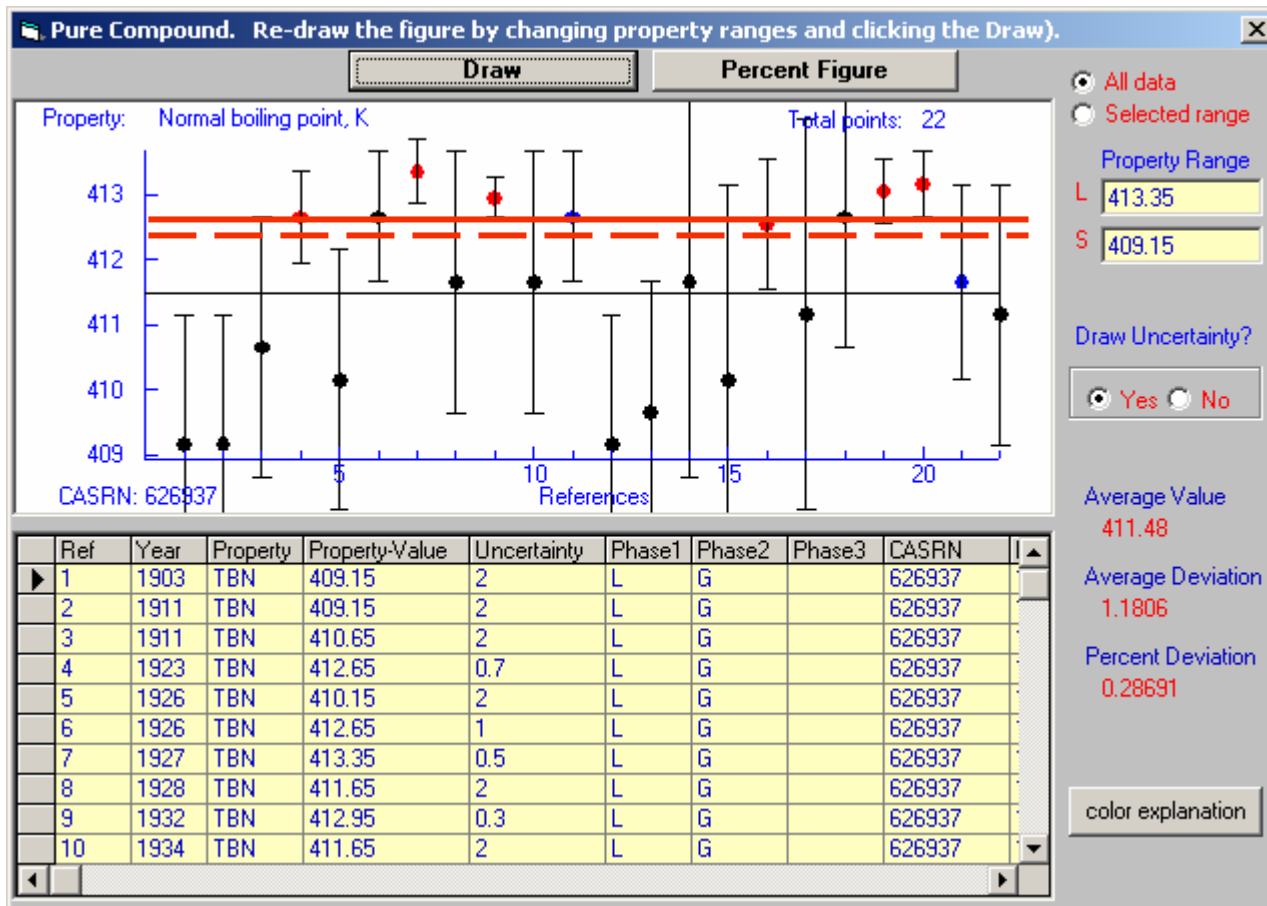 Pure Compound. Re-draw the figure by changing property ranges and clicking the Draw).
Draw
Percent Figure
Property: Normal boiling point, K
Total points: 22
413
412
411
410
409
5
10
15
20
CASRN: 626937
References
All data
Selected range
Property Range
L 413.35
S 409.15
Draw Uncertainty?
Yes No
Average Value
411.48
Average Deviation
1.1806
Percent Deviation
0.28691
color explanation
Ref Year Property Property-Value Uncertainty Phase1 Phase2 Phase3 CASRN
1 1903 TBN 409.15 2 L G 626937
2 1911 TBN 409.15 2 L G 626937
3 1911 TBN 410.65 2 L G 626937
4 1923 TBN 412.65 0.7 L G 626937
5 1926 TBN 410.15 2 L G 626937
6 1926 TBN 412.65 1 L G 626937
7 1927 TBN 413.35 0.5 L G 626937
8 1928 TBN 411.65 2 L G 626937
9 1932 TBN 412.95 0.3 L G 626937
10 1934 TBN 411.65 2 L G 626937